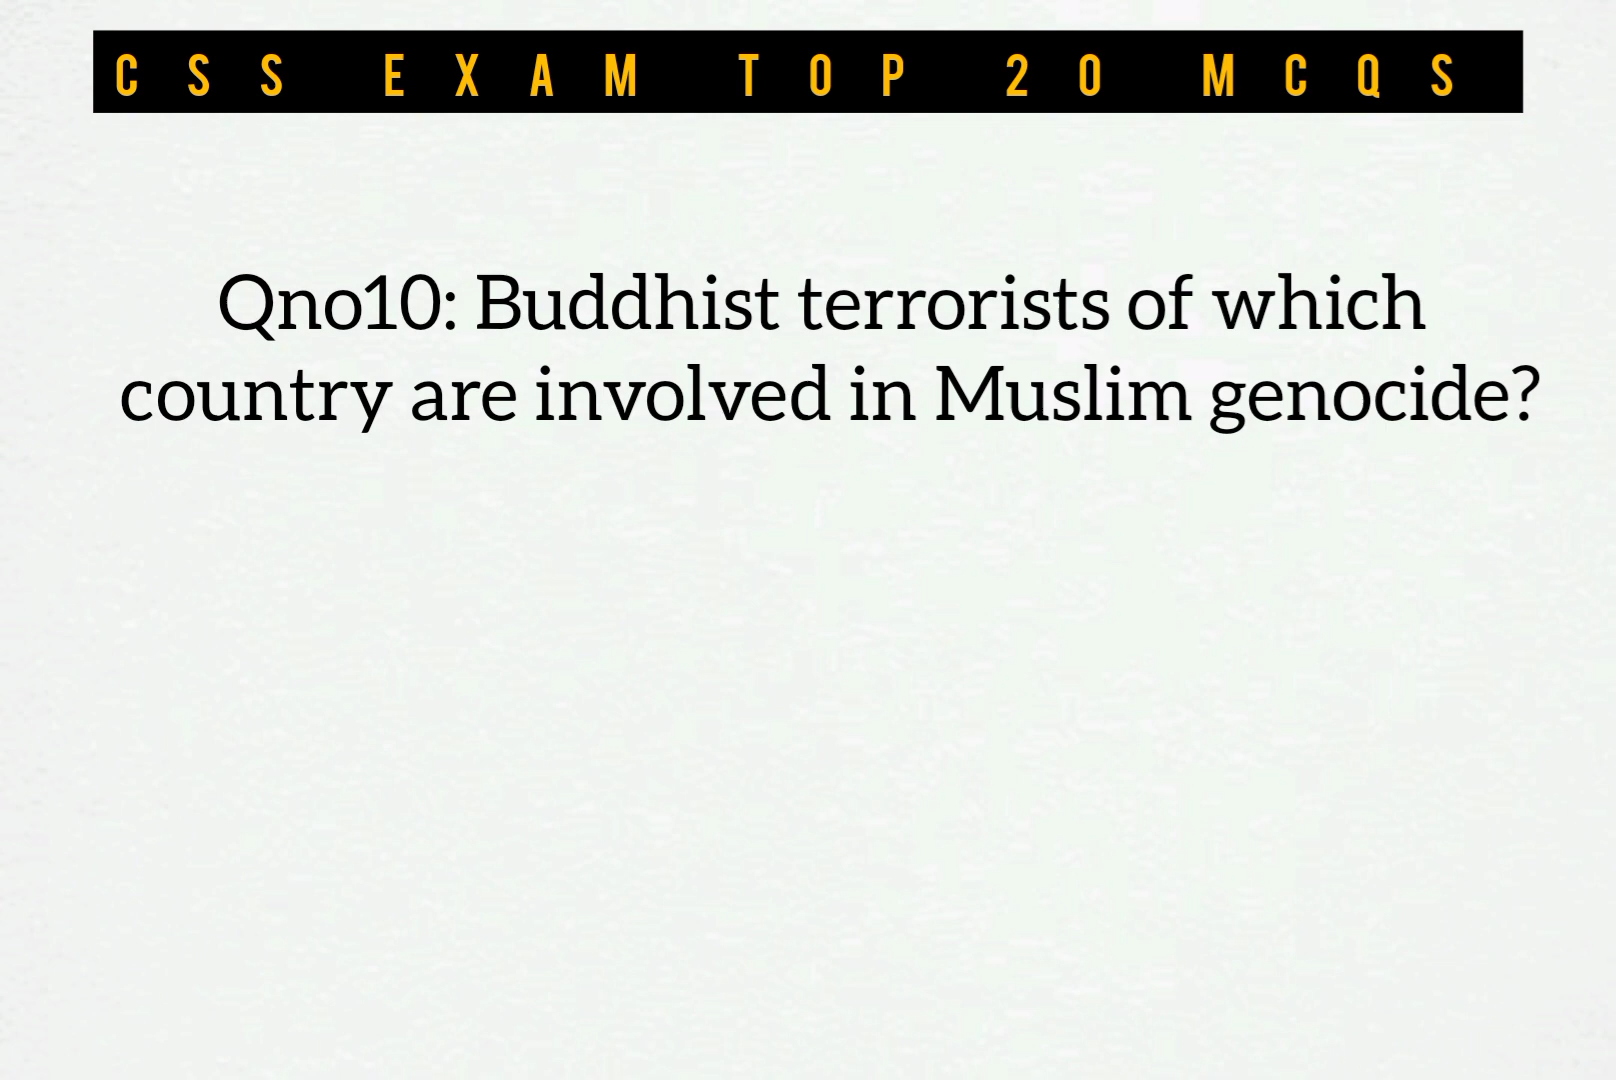 CSS EXAM TOP 20 MCQS
Qno10: Buddhist terrorists of which
country are involved in Muslim genocide?